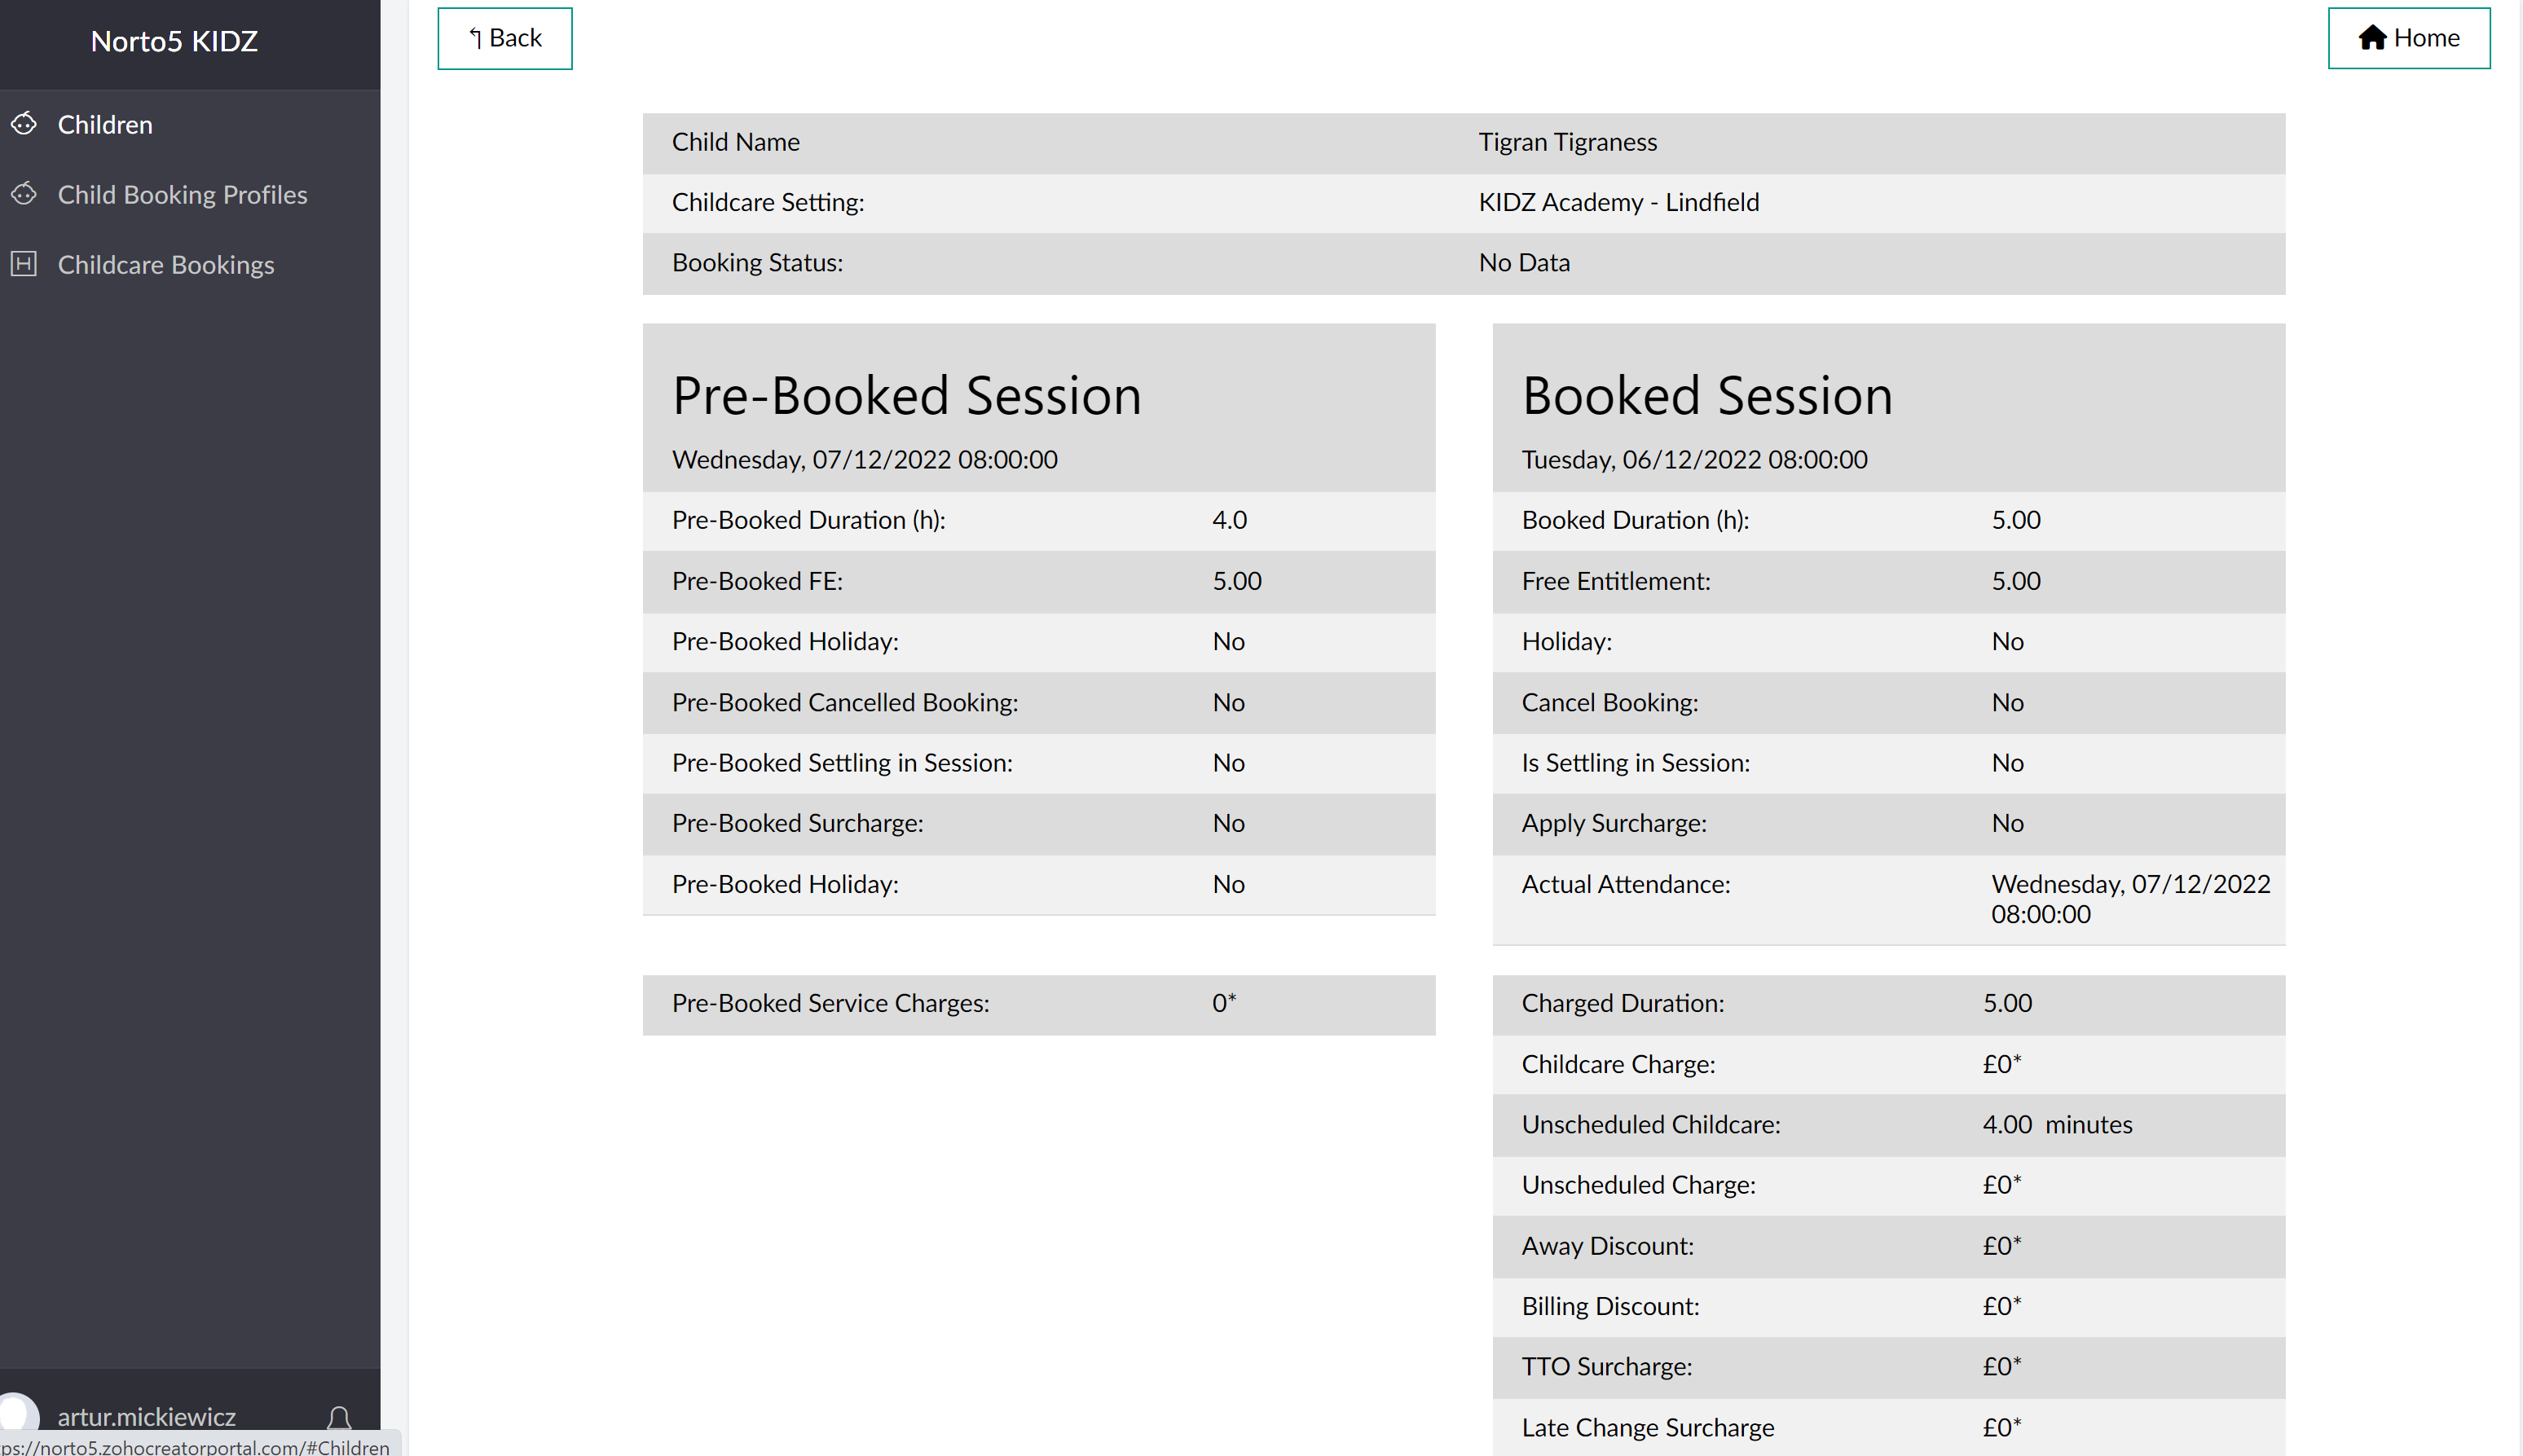 Norto5 KIDZ
Children
Child Booking Profiles
Childcare Bookings
artur.mickiewicz
ps://norto5.zohocreatorportal.com/#Children
Back
Home
Child Name Tigran Tigraness
Childcare Setting: KIDZ Academy - Lindfield
Booking Status: No Data
Pre-Booked Session
Wednesday, 07/12/2022 08:00:00
Pre-Booked Duration (h): 4.0
Pre-Booked FE: 5.00
Pre-Booked Holiday: No
Pre-Booked Cancelled Booking: No
Pre-Booked Settling in Session: No
Pre-Booked Surcharge: No
Pre-Booked Holiday: No
Pre-Booked Service Charges: 0*
Booked Session
Tuesday, 06/12/2022 08:00:00
Booked Duration (h): 5.00
Free Entitlement: 5.00
Holiday: No
Cancel Booking: No
Is Settling in Session: No
Apply Surcharge: No
Actual Attendance: Wednesday, 07/12/2022
08:00:00
Charged Duration: 5.00
Childcare Charge: £0*
Unscheduled Childcare: 4.00 minutes
Unscheduled Charge: £0*
Away Discount: £0*
Billing Discount: £0*
TTO Surcharge: £0*
Late Change Surcharge £0*